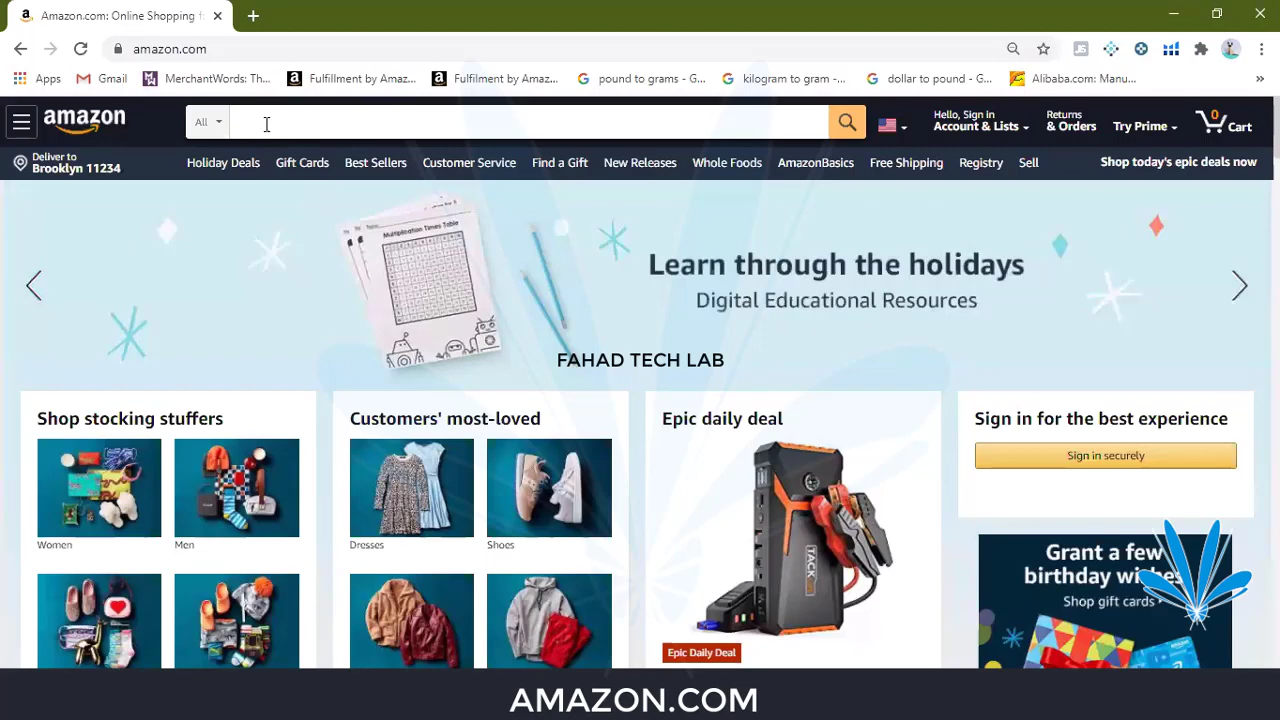 Amazon.com: Online Shopping f
amazon.com
Apps
Gmail
MerchantWords: Th...
Fulfillment by Amaz...
Fulfilment by Amaz...
pound to grams - G...
kilogram to gram -...
dollar to pound - G...
Alibaba.com: Manu...
»
amazon
All
Hello, Sign in
Account & Lists
Returns
& Orders
Try Prime
0
Cart
Deliver to
Brooklyn 11234
Holiday Deals
Gift Cards
Best Sellers
Customer Service
Find a Gift
New Releases
Whole Foods
AmazonBasics
Free Shipping
Registry
Sell
Shop today's epic deals now
Multiplication Times Table
Learn through the holidays
Digital Educational Resources
FAHAD TECH LAB
Shop stocking stuffers
Customers' most-loved
Epic daily deal
Sign in for the best experience
Sign in securely
Women
Men
Dresses
Shoes
TACK
Epic Daily Deal
Grant a few
birthday wishes
Shop gift cards
AMAZON.COM